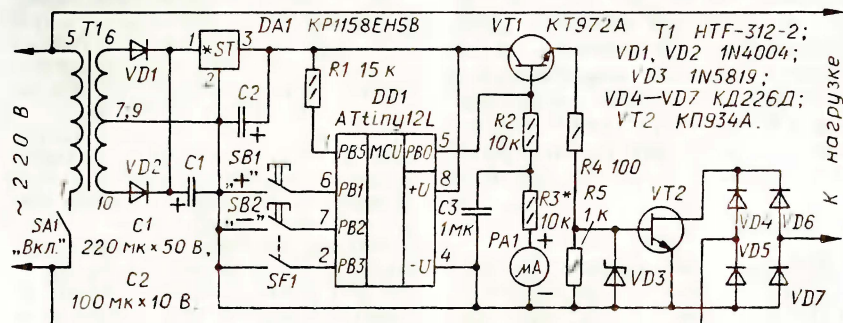 T1
DA1 КР1158ЕН5В
VT1 КТ972А
T1 HTF-312-2;
VD1, VD2 1N4004;
VD3 1N5819;
VD4—VD7 КД226Д;
VT2 КП934А.
5
6
VD1
1
*ST
3
2
R1 15 к
C2
+
7,9
DD1
ATtiny12L
1
PB5
MCU
PB0
5
R2
10к
R4 100
~220 В
К нагрузке
VD2
C1
+
SB1
„+“
6
PB1
+U
8
SB2
„—“
7
PB2
C3
1мк
R3*
10к
R5
1 к
VT2
VD4
VD6
1
10
SA1
„Вкл.“
C1
220 мк × 50 В,
C2
100 мк × 10 В
SF1
2
PB3
-U
4
PA1
+
μA
—
VD3
VD5
VD7